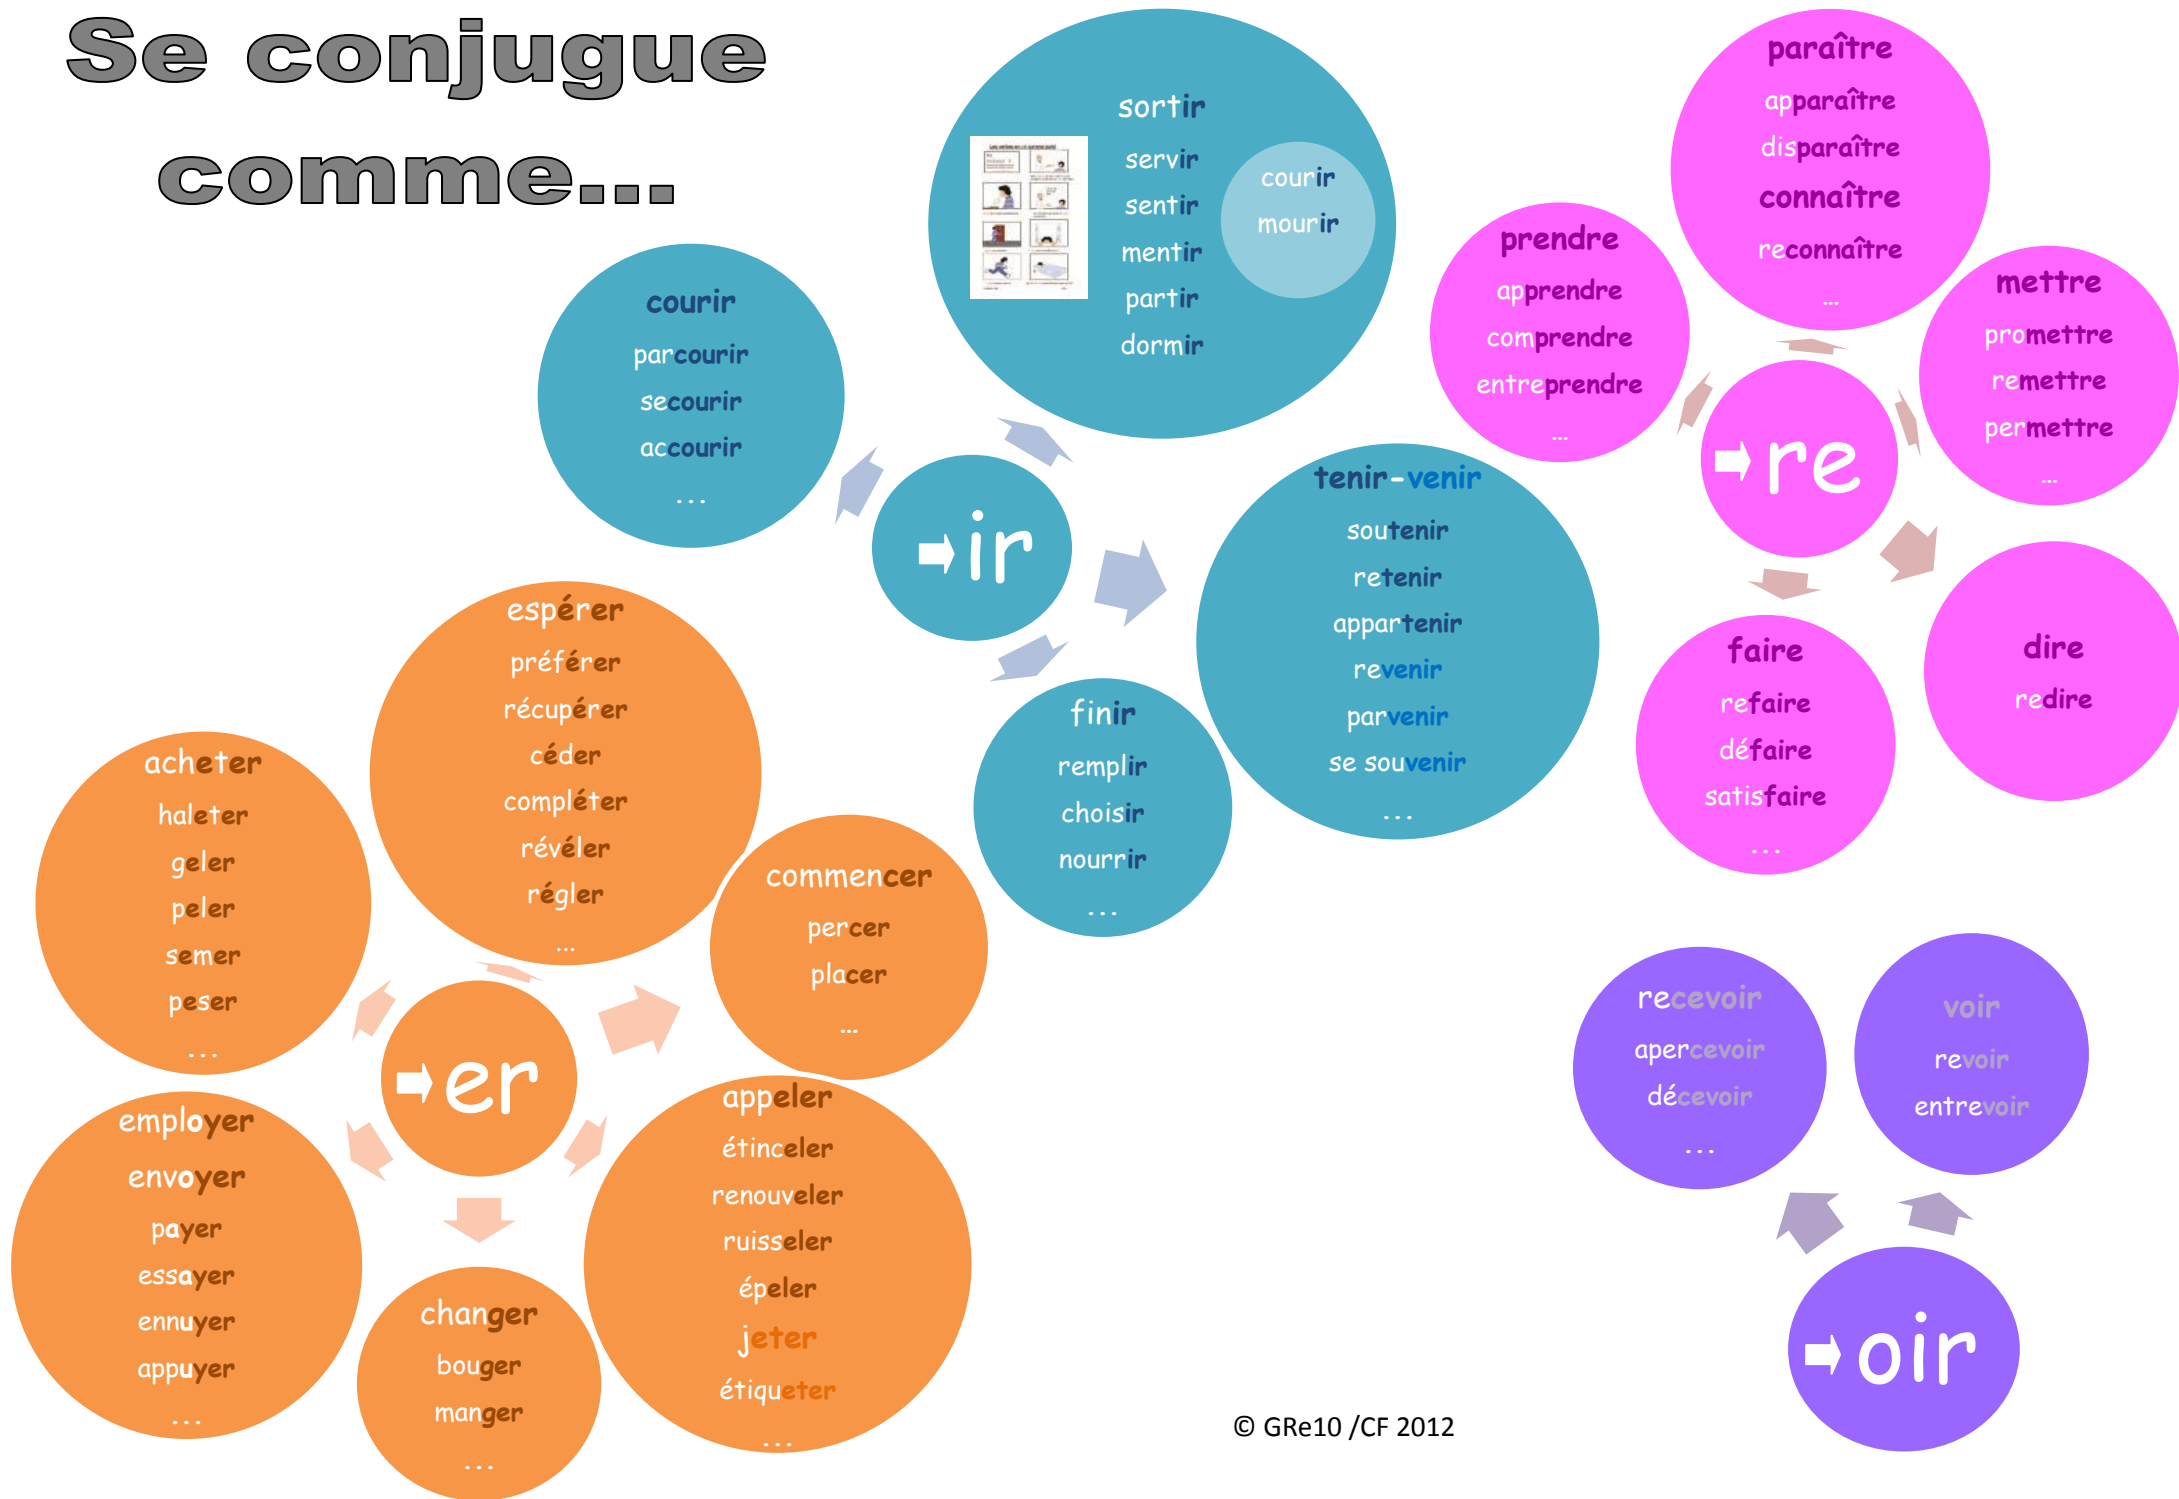 Se conjugue
comme...
sortir
servir
sentir
mentir
partir
dormir
courir
mourir
courir
parcourir
secourir
accourir
...
ir
tenir-venir
soutenir
retenir
appartenir
revenir
parvenir
se souvenir
...
finir
remplir
choisir
nourrir
...
paraître
apparaître
disparaître
connaître
reconnaître
...
prendre
apprendre
comprendre
entreprendre
...
mettre
promettre
remettre
permettre
...
re
dire
redire
faire
refaire
défaire
satisfaire
...
espérer
préférer
récupérer
céder
compléter
révéler
régler
...
acheter
haleter
geler
peler
semer
peser
...
commencer
percer
placer
...
er
employer
envoyer
payer
essayer
ennuyer
appuyer
...
changer
bouger
manger
...
appeler
étinceler
renouveler
ruisseler
épeler
jeter
étiqueter
...
recevoir
apercevoir
décevoir
...
voir
revoir
entrevoir
oir
© GRe10 /CF 2012